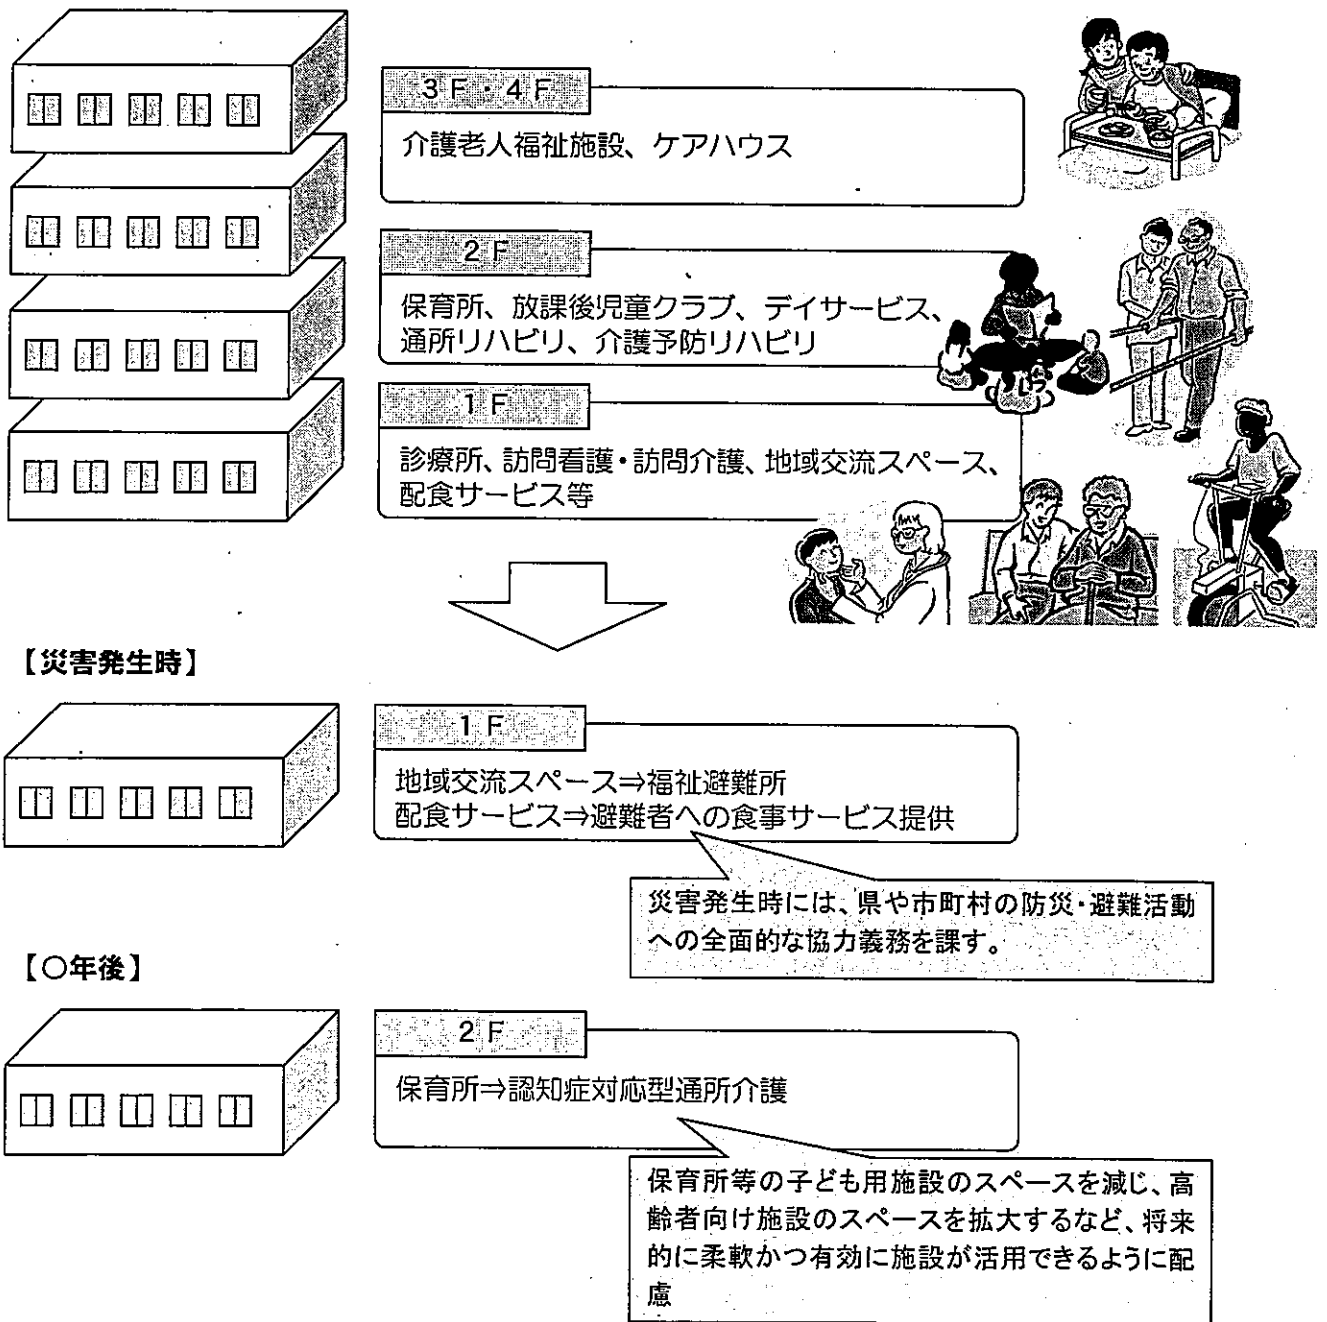 3F・4F
介護老人福祉施設、ケアハウス
2F
保育所、放課後児童クラブ、デイサービス、
通所リハビリ、介護予防リハビリ
1F
診療所、訪問看護・訪問介護、地域交流スペース、
配食サービス等
【災害発生時】
1F
地域交流スペース⇒福祉避難所
配食サービス⇒避難者への食事サービス提供
災害発生時には、県や市町村の防災・避難活動
への全面的な協力義務を課す。
【〇年後】
2F
保育所⇒認知症対応型通所介護
保育所等の子ども用施設のスペースを減じ、高
齢者向け施設のスペースを拡大するなど、将来
的に柔軟かつ有効に施設が活用できるように配
慮